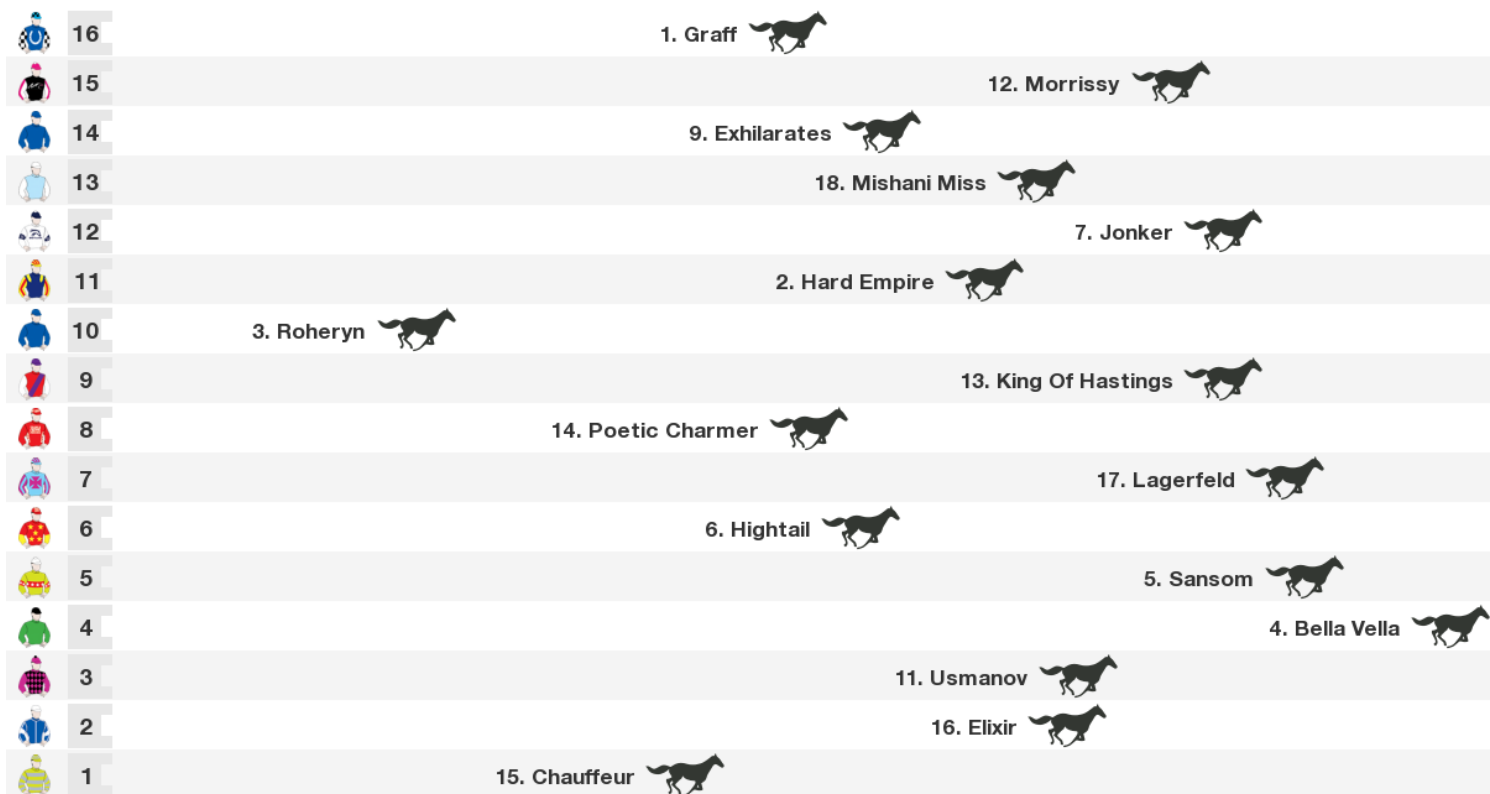 16 1. Graff
15 12. Morrissy
14 9. Exhilarates
13 18. Mishani Miss
12 7. Jonker
11 2. Hard Empire
10 3. Roheryn
9 13. King Of Hastings
8 14. Poetic Charmer
7 17. Lagerfeld
6 6. Hightail
5 5. Sansom
4 4. Bella Vella
3 11. Usmanov
2 16. Elixir
1 15. Chauffeur